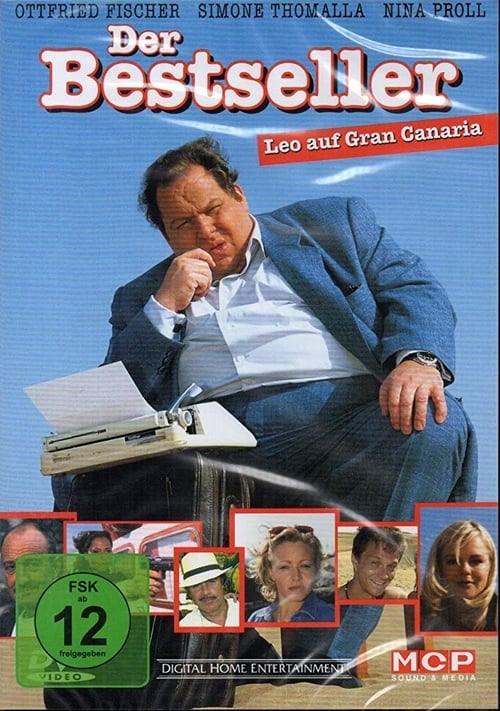 OTTFRIED FISCHER SIMONE THOMALLA NINA PROLL
Der
Bestseller
Leo auf Gran Canaria
FSK
ab
12
freigegeben
VIDEO
DIGITAL HOME ENTERTAINMENT
MCP
SOUND & MEDIA